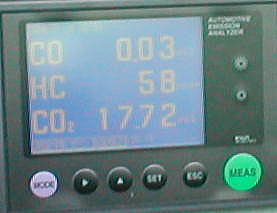 AUTOMOTIVE
EMISSION
ANALYZER
CO 0.03
HC 58
CO2 17.72
MODE
SET
ESC
MEAS